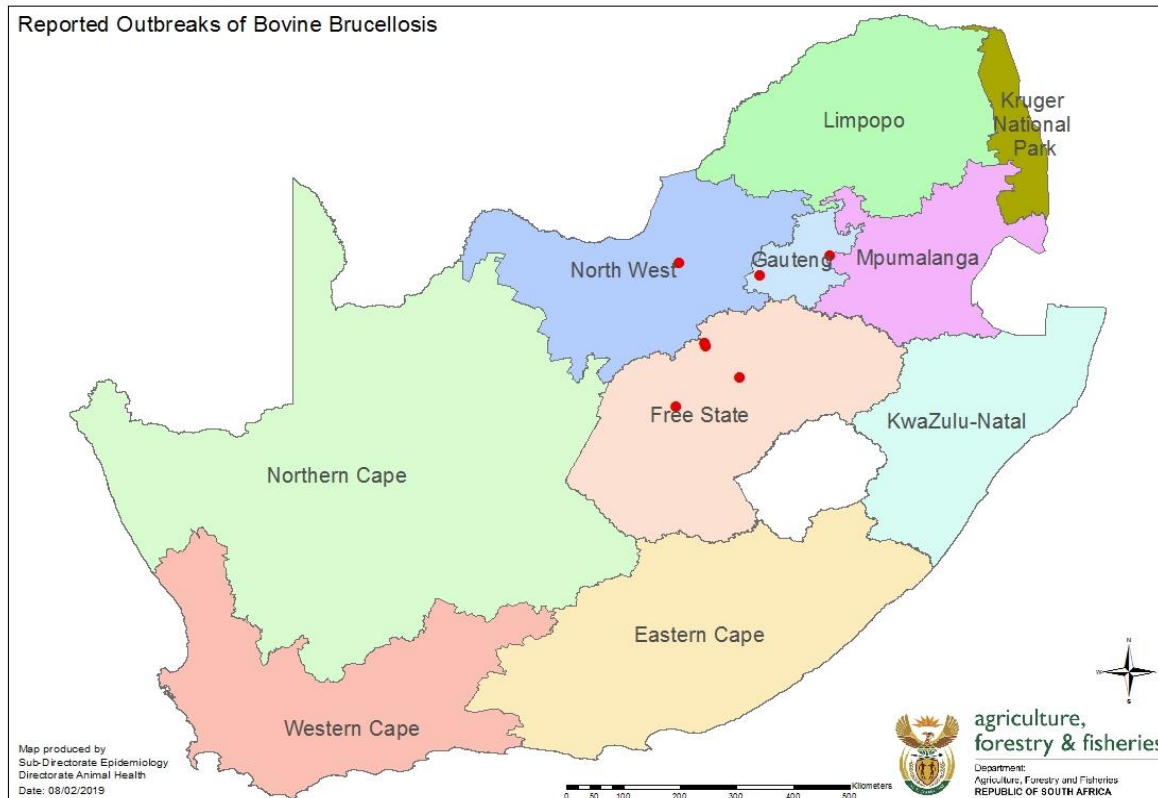 Reported Outbreaks of Bovine Brucellosis
Limpopo
Kruger
National
Park
North West
Gauteng
Mpumalanga
Free State
KwaZulu-Natal
Northern Cape
Eastern Cape
Western Cape
N
W
S
Map produced by
Sub-Directorate Epidemiology
Directorate Animal Health
Date: 08/02/2019
Kilometers
0 50 100 200 300 400 500
agriculture,
forestry & fisheries
Department:
Agriculture, Forestry and Fisheries
REPUBLIC OF SOUTH AFRICA